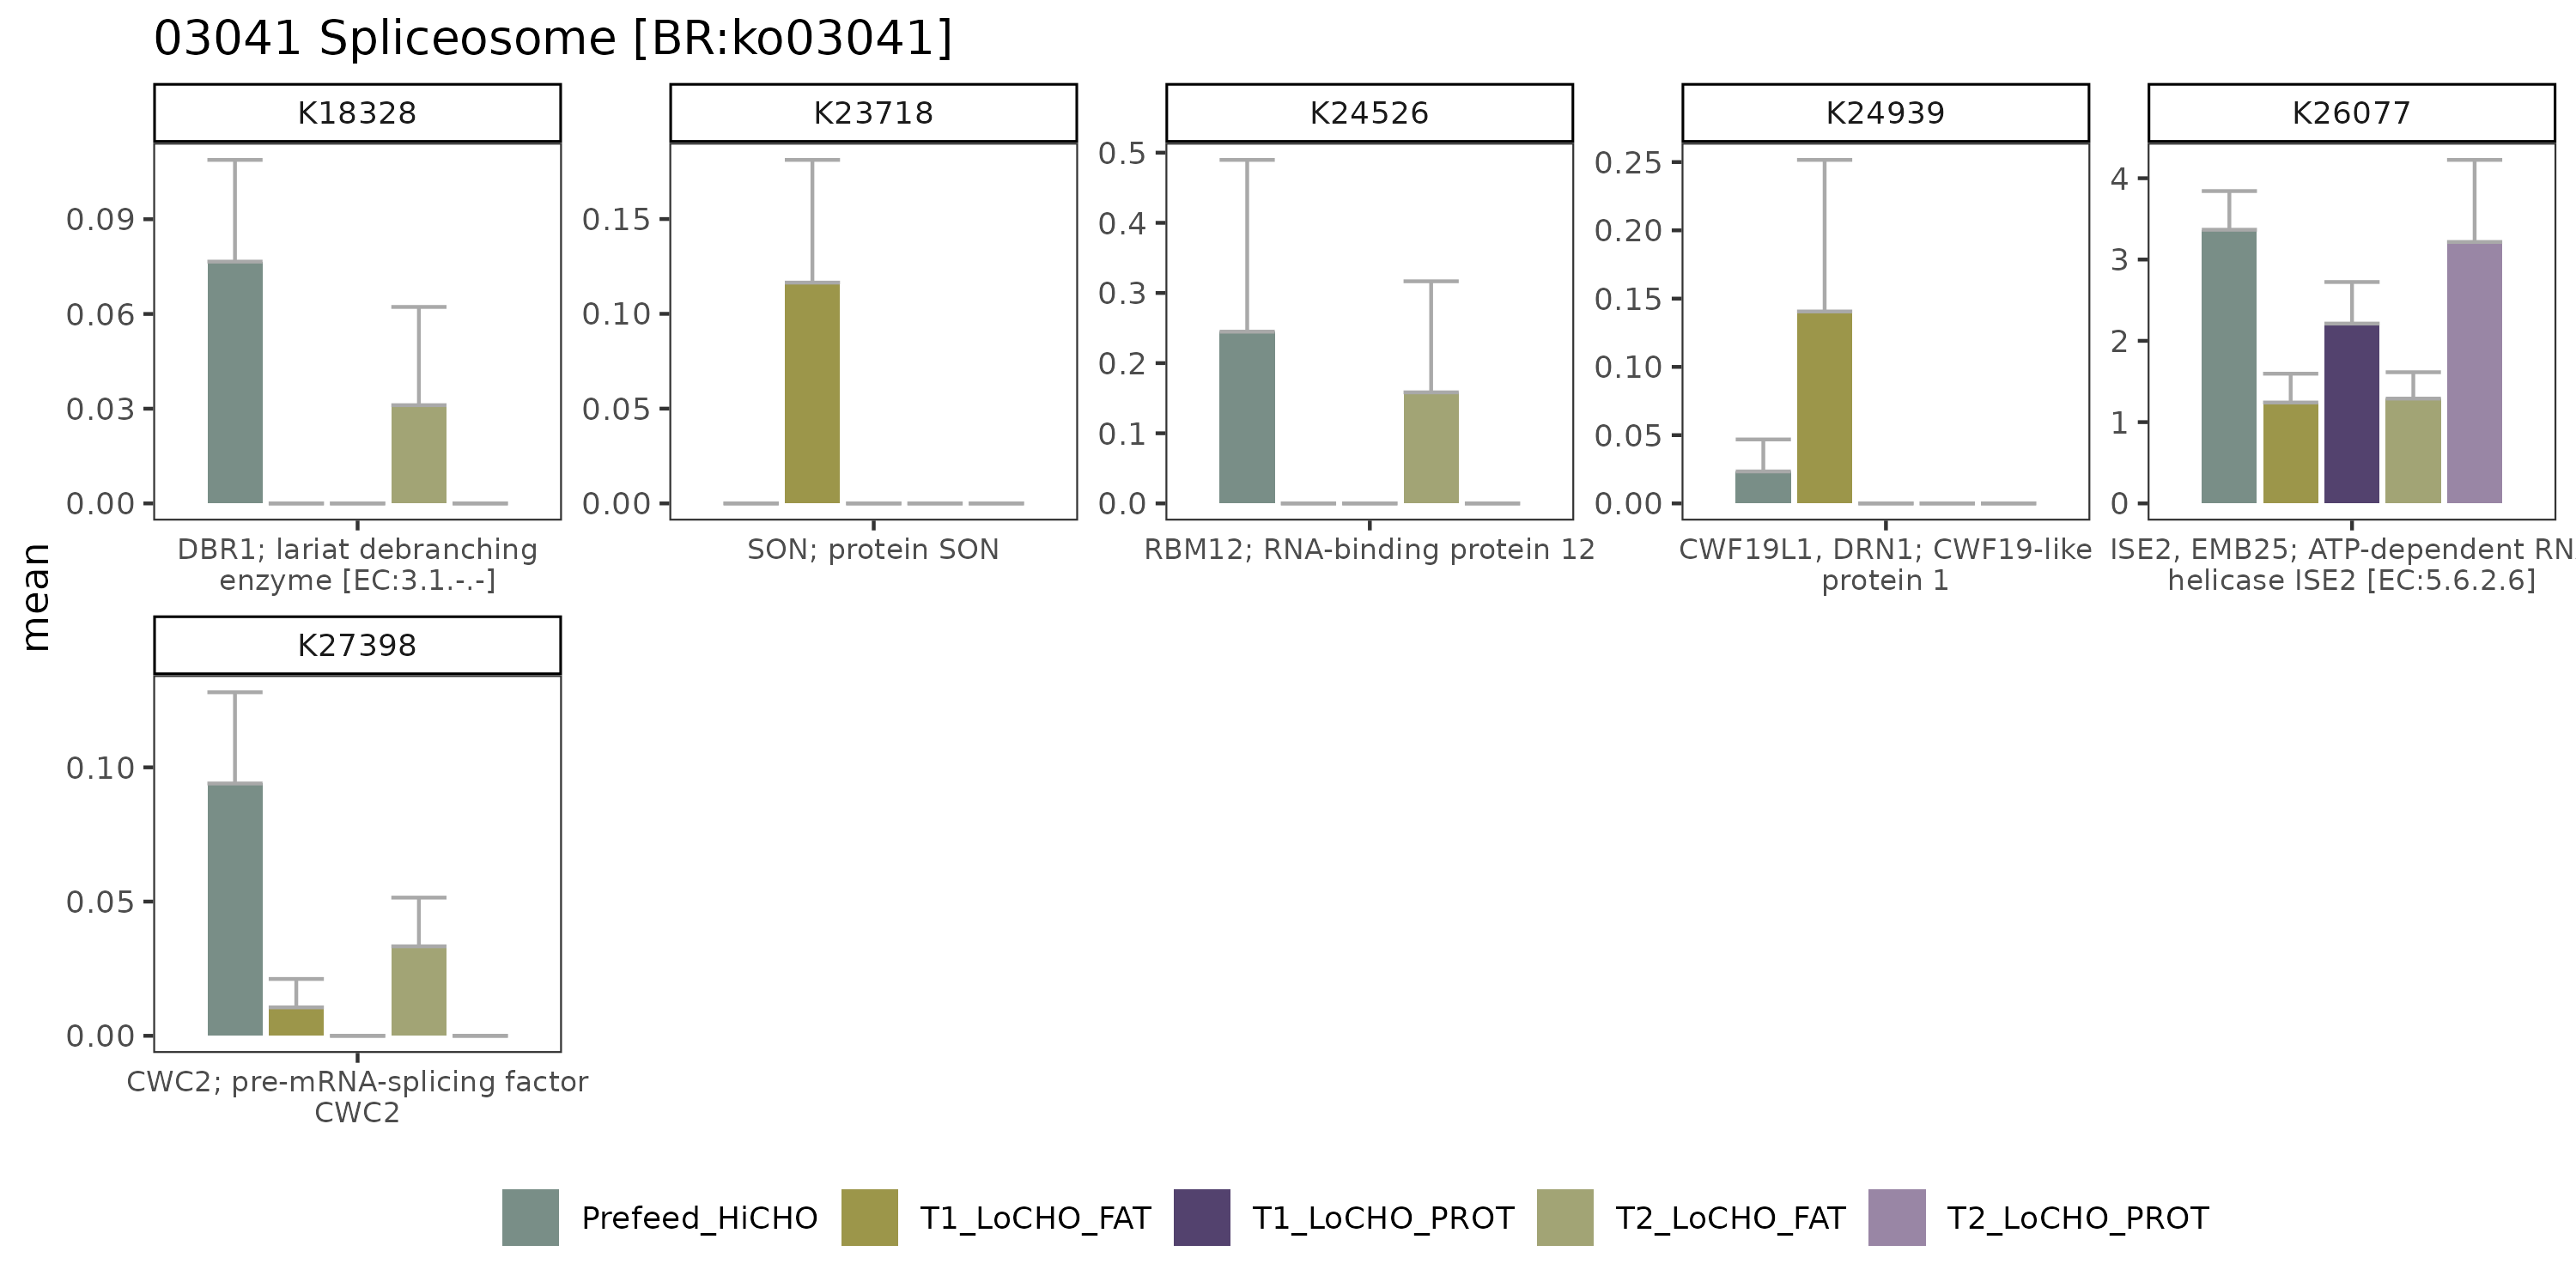 03041 Spliceosome [BR:ko03041]
K18328
K23718
K24526
K24939
K26077
0.09
0.06
0.03
0.00
0.15
0.10
0.05
0.00
0.5
0.4
0.3
0.2
0.1
0.0
0.25
0.20
0.15
0.10
0.05
0.00
4
3
2
1
0
DBR1; lariat debranching
enzyme [EC:3.1.-.-]
SON; protein SON
RBM12; RNA-binding protein 12
CWF19L1, DRN1; CWF19-like
protein 1
ISE2, EMB25; ATP-dependent RN
helicase ISE2 [EC:5.6.2.6]
mean
K27398
0.10
0.05
0.00
CWC2; pre-mRNA-splicing factor
CWC2
Prefeed_HiCHO
T1_LoCHO_FAT
T1_LoCHO_PROT
T2_LoCHO_FAT
T2_LoCHO_PROT